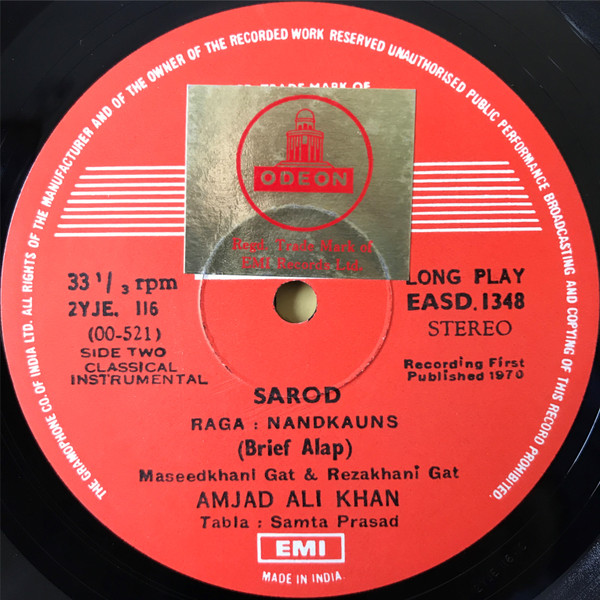 THE GRAMOPHONE CO. OF INDIA LTD. ALL RIGHTS OF THE MANUFACTURER AND OF THE OWNER OF THE RECORDED WORK RESERVED UNAUTHORISED PUBLIC PERFORMANCE BROADCASTING AND COPYING OF THIS RECORD PROHIBITED.
TRADE MARK OF
ODEON
Regd. Trade Mark of
EMI Records Ltd.
33 1/3 rpm
2YJE. 116
(OO-521)
SIDE TWO
CLASSICAL
INSTRUMENTAL
LONG PLAY
EASD. 1348
STEREO
Recording First
Published 1970
SAROD
RAGA : NANDKAUNS
(Brief Alap)
Maseedkhani Gat & Rezakhani Gat
AMJAD ALI KHAN
Tabla : Samta Prasad
EMI
MADE IN INDIA.